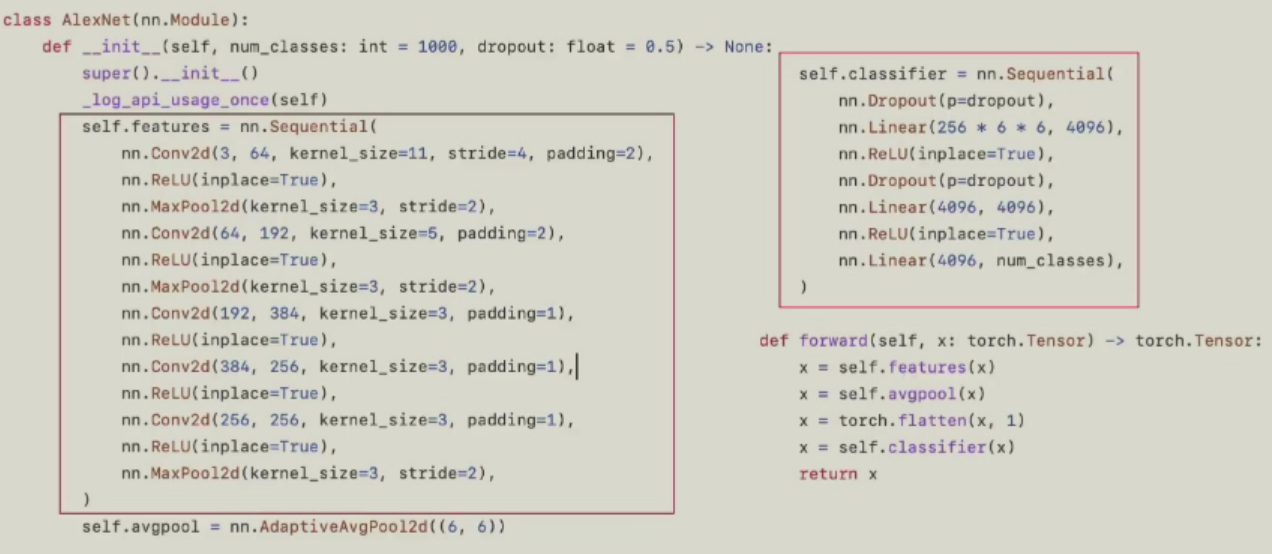 class AlexNet(nn.Module):
    def __init__(self, num_classes: int = 1000, dropout: float = 0.5) -> None:
        super().__init__()
        _log_api_usage_once(self)
        self.features = nn.Sequential(
            nn.Conv2d(3, 64, kernel_size=11, stride=4, padding=2),
            nn.ReLU(inplace=True),
            nn.MaxPool2d(kernel_size=3, stride=2),
            nn.Conv2d(64, 192, kernel_size=5, padding=2),
            nn.ReLU(inplace=True),
            nn.MaxPool2d(kernel_size=3, stride=2),
            nn.Conv2d(192, 384, kernel_size=3, padding=1),
            nn.ReLU(inplace=True),
            nn.Conv2d(384, 256, kernel_size=3, padding=1),
            nn.ReLU(inplace=True),
            nn.Conv2d(256, 256, kernel_size=3, padding=1),
            nn.ReLU(inplace=True),
            nn.MaxPool2d(kernel_size=3, stride=2),
        )
        self.avgpool = nn.AdaptiveAvgPool2d((6, 6))
        self.classifier = nn.Sequential(
            nn.Dropout(p=dropout),
            nn.Linear(256 * 6 * 6, 4096),
            nn.ReLU(inplace=True),
            nn.Dropout(p=dropout),
            nn.Linear(4096, 4096),
            nn.ReLU(inplace=True),
            nn.Linear(4096, num_classes),
        )
    def forward(self, x: torch.Tensor) -> torch.Tensor:
        x = self.features(x)
        x = self.avgpool(x)
        x = torch.flatten(x, 1)
        x = self.classifier(x)
        return x